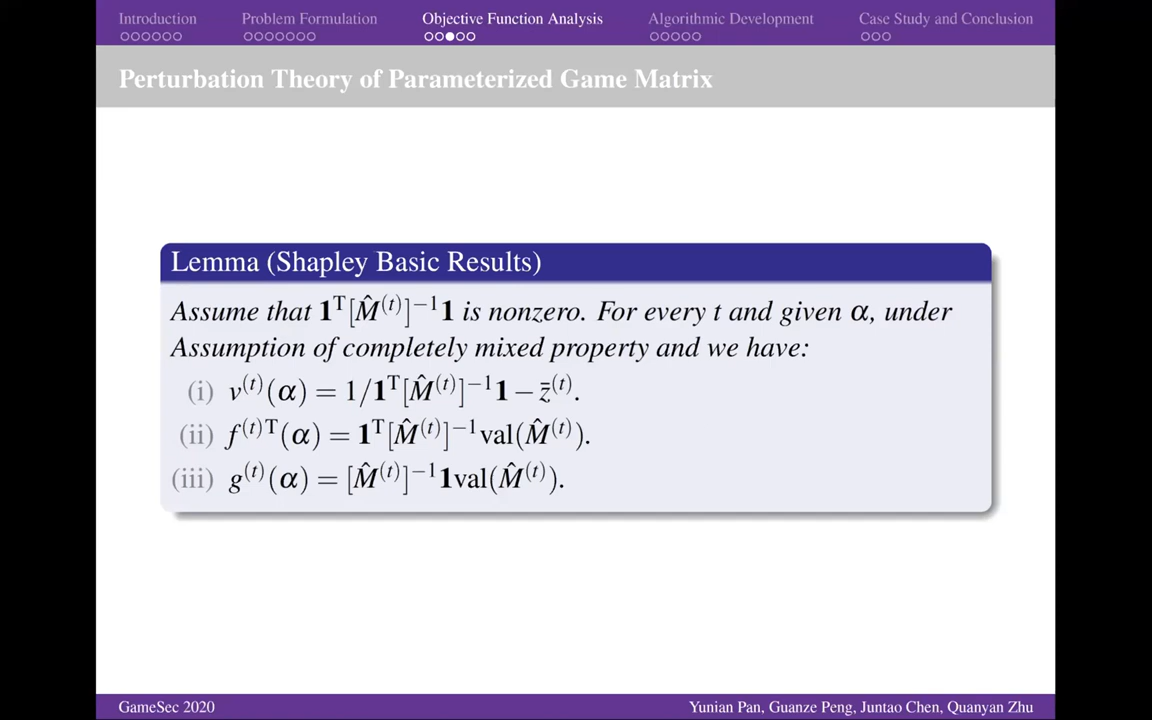 Introduction Problem Formulation Objective Function Analysis Algorithmic Development Case Study and Conclusion
Perturbation Theory of Parameterized Game Matrix
Lemma (Shapley Basic Results)
Assume that 𝟏ᵀ[M̂⁽ᵗ⁾]⁻¹𝟏 is nonzero. For every t and given α, under
Assumption of completely mixed property and we have:
(i) v⁽ᵗ⁾(α) = 1/𝟏ᵀ[M̂⁽ᵗ⁾]⁻¹𝟏 − z̄⁽ᵗ⁾.
(ii) f⁽ᵗ⁾ᵀ(α) = 𝟏ᵀ[M̂⁽ᵗ⁾]⁻¹val(M̂⁽ᵗ⁾).
(iii) g⁽ᵗ⁾(α) = [M̂⁽ᵗ⁾]⁻¹𝟏val(M̂⁽ᵗ⁾).
GameSec 2020 Yunian Pan, Guanze Peng, Juntao Chen, Quanyan Zhu